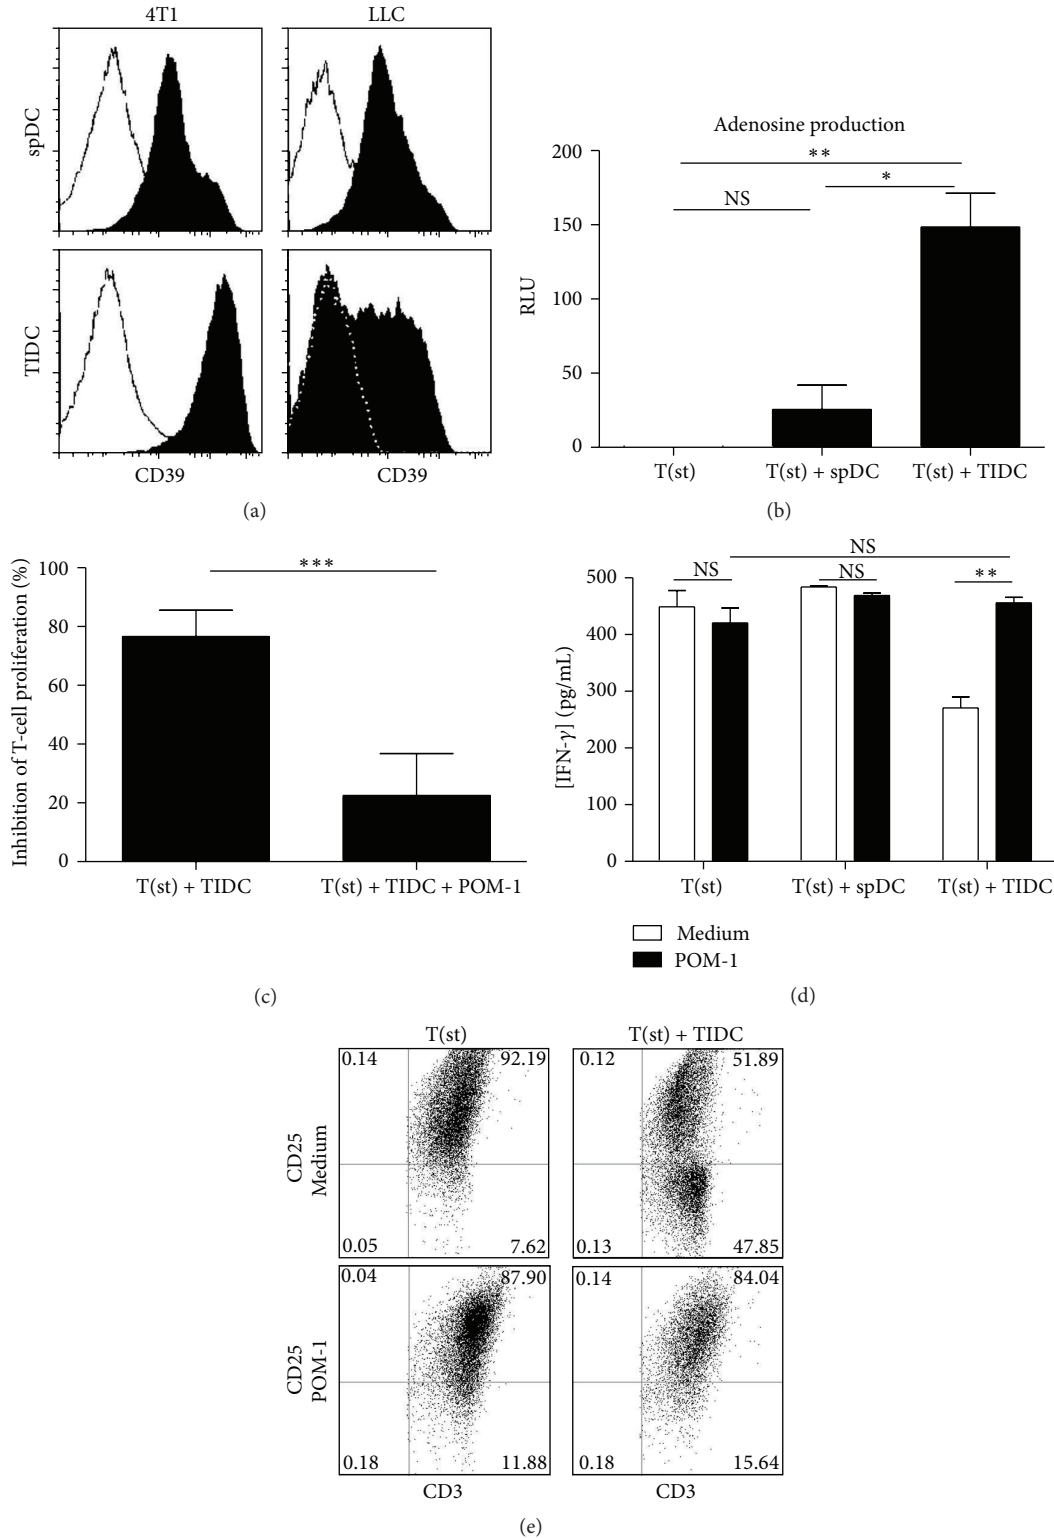 4T1 LLC
spDC
TIDC
CD39 CD39
(a)
Adenosine production
200
150
100
50
0
RLU
**
*
NS
T(st) T(st) + spDC T(st) + TIDC
(b)
Inhibition of T-cell proliferation (%)
100
80
60
40
20
0
***
T(st) + TIDC T(st) + TIDC + POM-1
(c)
[IFN-γ] (pg/mL)
500
400
300
200
100
0
NS
NS NS **
T(st) T(st) + spDC T(st) + TIDC
Medium
POM-1
(d)
T(st) T(st) + TIDC
CD25
Medium
0.14 92.19 0.12 51.89
0.05 7.62 0.13 47.85
CD25
POM-1
0.04 87.90 0.14 84.04
0.18 11.88 0.18 15.64
CD3 CD3
(e)